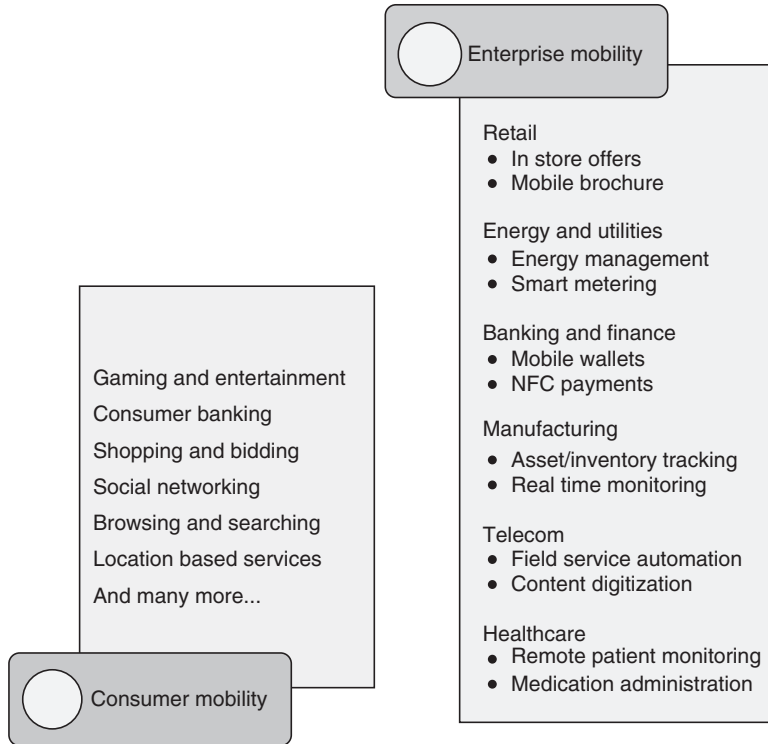 Enterprise mobility
Retail
• In store offers
• Mobile brochure
Energy and utilities
• Energy management
• Smart metering
Banking and finance
• Mobile wallets
• NFC payments
Manufacturing
• Asset/inventory tracking
• Real time monitoring
Telecom
• Field service automation
• Content digitization
Healthcare
• Remote patient monitoring
• Medication administration
Gaming and entertainment
Consumer banking
Shopping and bidding
Social networking
Browsing and searching
Location based services
And many more...
Consumer mobility